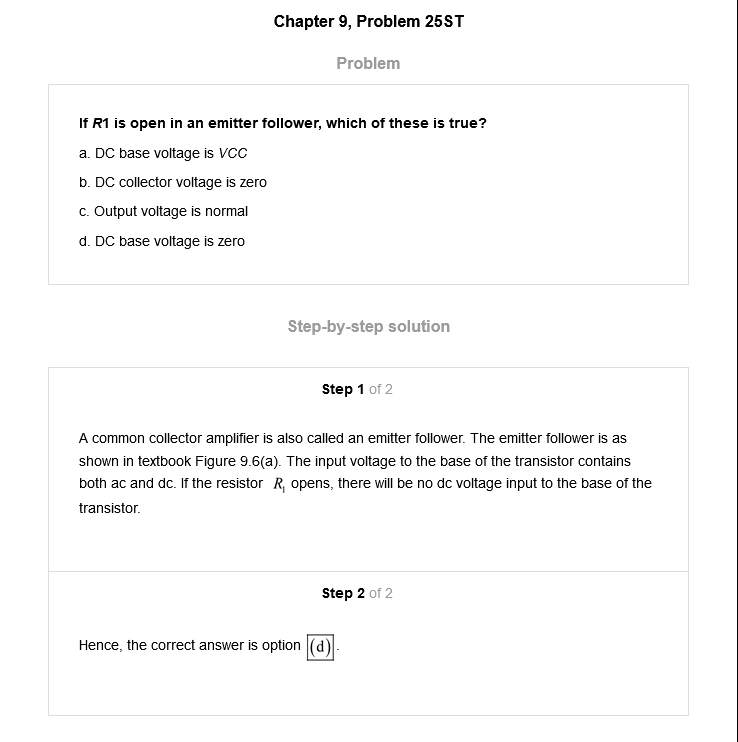 Chapter 9, Problem 25ST
Problem
If R1 is open in an emitter follower, which of these is true?
a. DC base voltage is VCC
b. DC collector voltage is zero
c. Output voltage is normal
d. DC base voltage is zero
Step-by-step solution
Step 1 of 2
A common collector amplifier is also called an emitter follower. The emitter follower is as
shown in textbook Figure 9.6(a). The input voltage to the base of the transistor contains
both ac and dc. If the resistor R₁ opens, there will be no dc voltage input to the base of the
transistor.
Step 2 of 2
Hence, the correct answer is option (d).